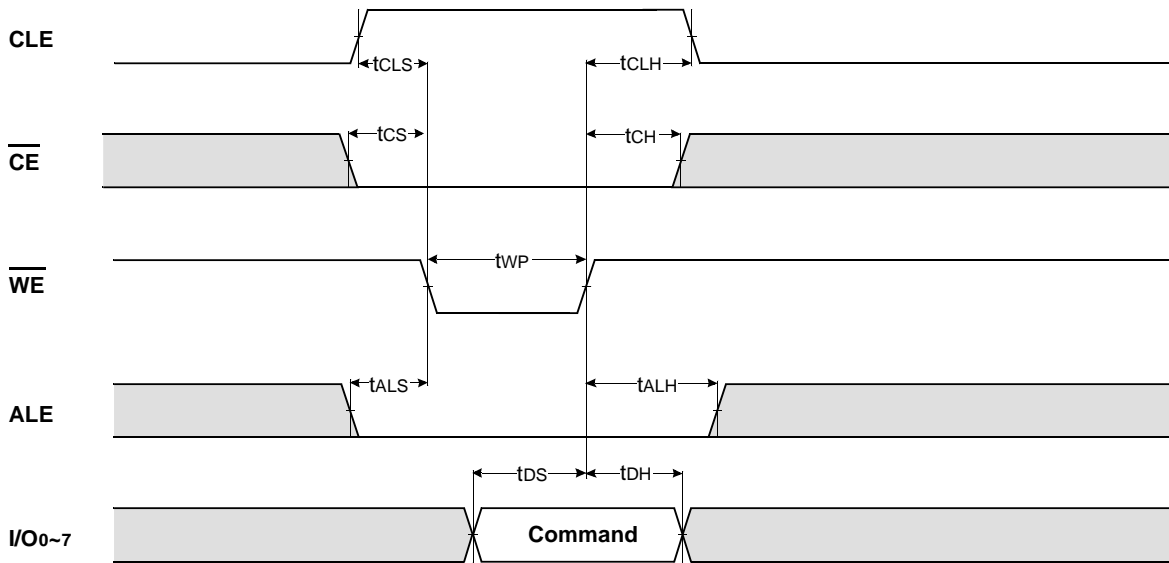 CLE
tCLS
tCLH
CE
tCS
tCH
WE
tWP
ALE
tALS
tALH
tDS
tDH
I/O0~7
Command